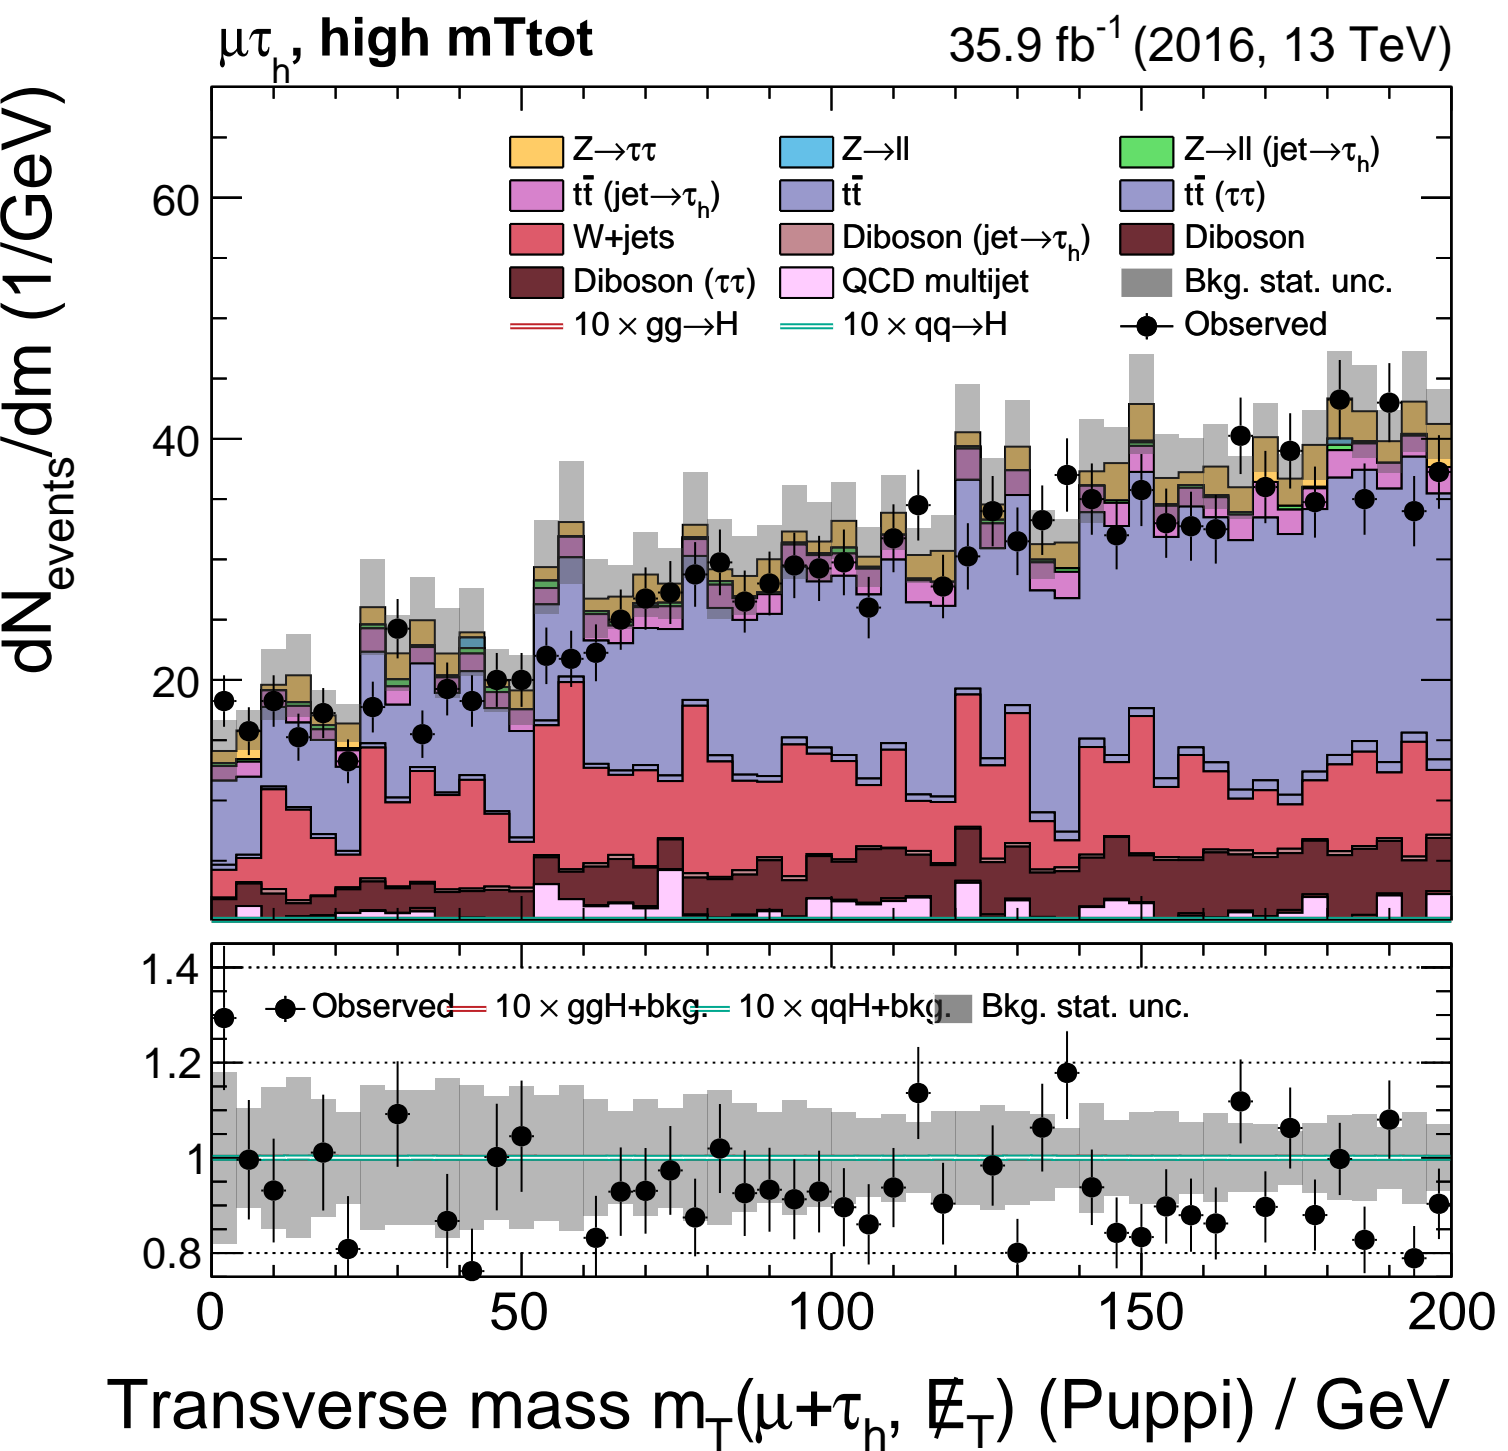 μτh, high mTtot 35.9 fb-1 (2016, 13 TeV)
dNevents/dm (1/GeV)
Z→ττ Z→ll Z→ll (jet→τh)
tt̄ (jet→τh) tt̄ tt̄ (ττ)
W+jets Diboson (jet→τh) Diboson
Diboson (ττ) QCD multijet Bkg. stat. unc.
10 × gg→H 10 × qq→H Observed
60
40
20
1.4
Observed 10 × ggH+bkg. 10 × qqH+bkg. Bkg. stat. unc.
1.2
1
0.8
0 50 100 150 200
Transverse mass mT(μ+τh, E̸T) (Puppi) / GeV